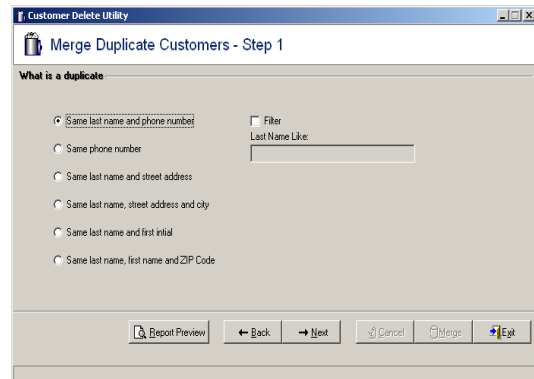 Customer Delete Utility
Merge Duplicate Customers - Step 1
What is a duplicate
Same last name and phone number
Filter
Last Name Like:
Same phone number
Same last name and street address
Same last name, street address and city
Same last name and first intial
Same last name, first name and ZIP Code
Report Preview
Back
Next
Cancel
Merge
Exit